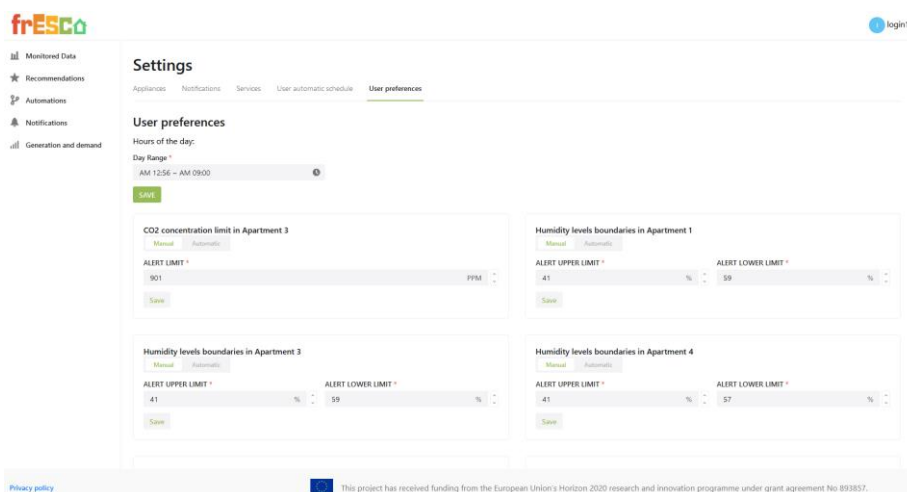 frESCO
login1
Monitored Data
Recommendations
Automations
Notifications
Generation and demand
Settings
Appliances Notifications Services User automatic schedule User preferences
User preferences
Hours of the day:
Day Range *
AM 12:56 ~ AM 09:00
SAVE
CO2 concentration limit in Apartment 3
Manual Automatic
ALERT LIMIT *
901 PPM
Save
Humidity levels boundaries in Apartment 1
Manual Automatic
ALERT UPPER LIMIT * ALERT LOWER LIMIT *
41 % 59 %
Save
Humidity levels boundaries in Apartment 3
Manual Automatic
ALERT UPPER LIMIT * ALERT LOWER LIMIT *
41 % 59 %
Save
Humidity levels boundaries in Apartment 4
Manual Automatic
ALERT UPPER LIMIT * ALERT LOWER LIMIT *
41 % 57 %
Save
Privacy policy
This project has received funding from the European Union's Horizon 2020 research and innovation programme under grant agreement No 893857.